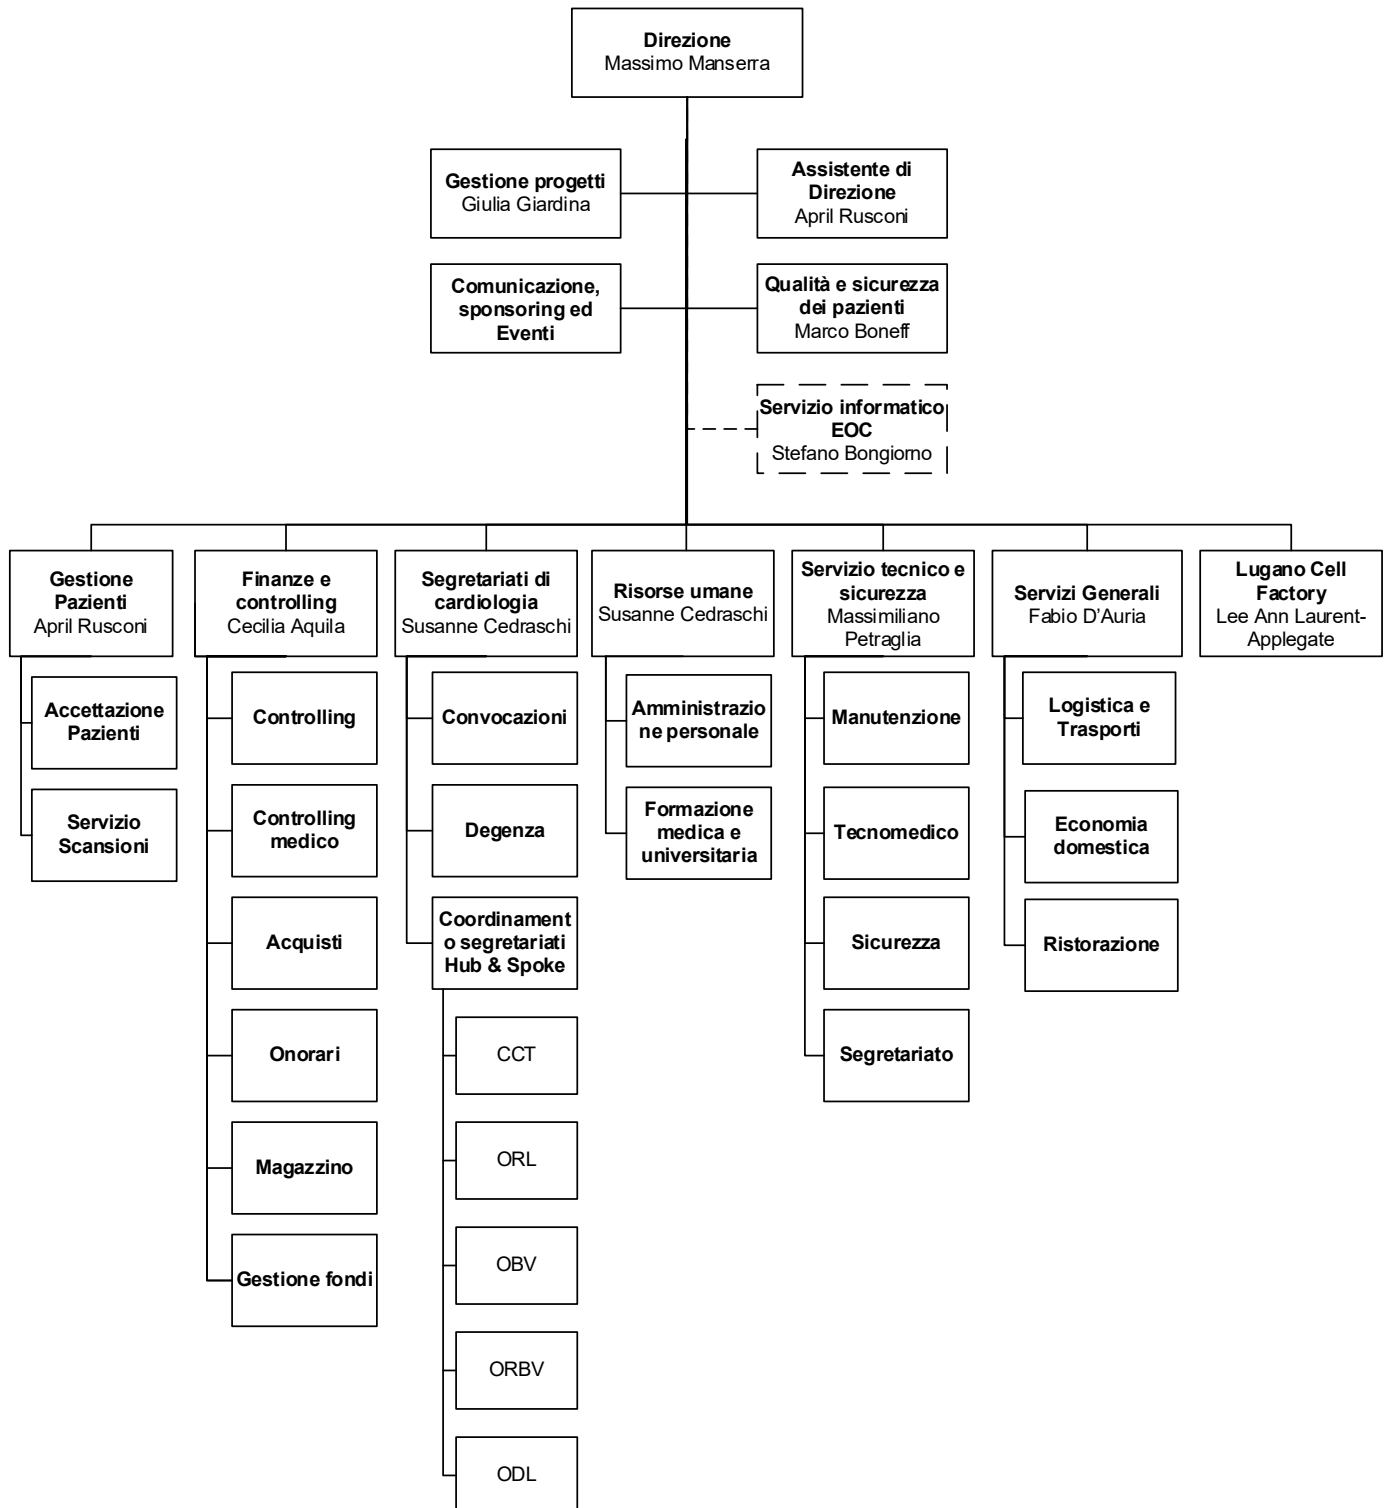 Direzione
Massimo Manserra
Gestione progetti
Giulia Giardina
Assistente di
Direzione
April Rusconi
Comunicazione,
sponsoring ed
Eventi
Qualità e sicurezza
dei pazienti
Marco Boneff
Servizio informatico
EOC
Stefano Bongiorno
Gestione
Pazienti
April Rusconi
Finanze e
controlling
Cecilia Aquila
Segretariati di
cardiologia
Susanne Cedraschi
Risorse umane
Susanne Cedraschi
Servizio tecnico e
sicurezza
Massimiliano
Petraglia
Servizi Generali
Fabio D'Auria
Lugano Cell
Factory
Lee Ann Laurent-
Applegate
Accettazione
Pazienti
Servizio
Scansioni
Controlling
Controlling
medico
Acquisti
Onorari
Magazzino
Gestione fondi
Convocazioni
Degenza
Coordinament
o segretariati
Hub & Spoke
CCT
ORL
OBV
ORBV
ODL
Amministrazio
ne personale
Formazione
medica e
universitaria
Manutenzione
Tecnomedico
Sicurezza
Segretariato
Logistica e
Trasporti
Economia
domestica
Ristorazione